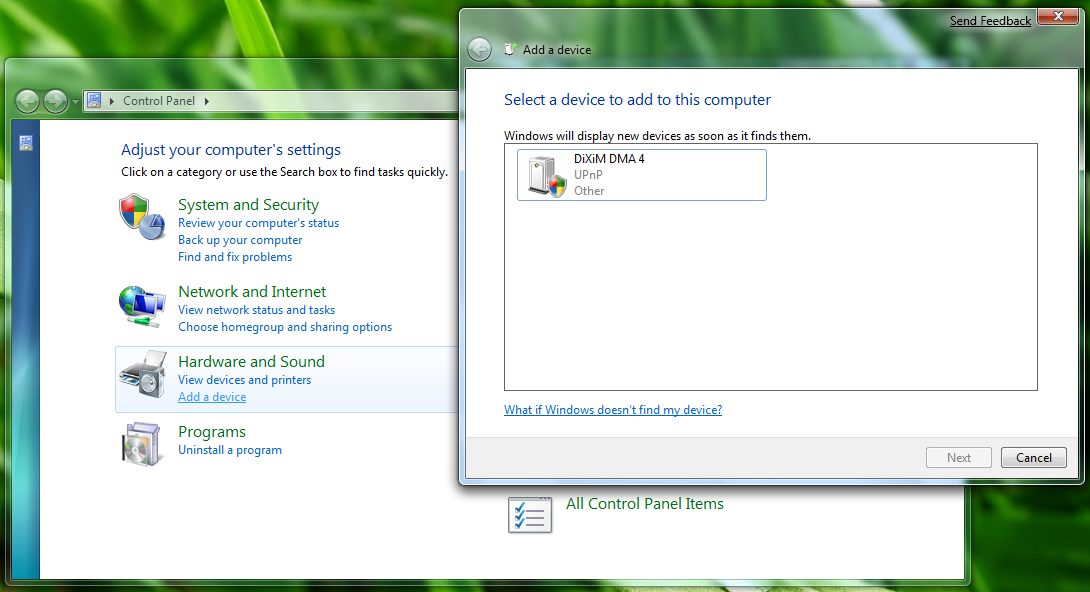 Send Feedback
Add a device
Control Panel
Select a device to add to this computer
Windows will display new devices as soon as it finds them.
DiXiM DMA 4
UPnP
Other
What if Windows doesn't find my device?
Next
Cancel
Adjust your computer's settings
Click on a category or use the Search box to find tasks quickly.
System and Security
Review your computer's status
Back up your computer
Find and fix problems
Network and Internet
View network status and tasks
Choose homegroup and sharing options
Hardware and Sound
View devices and printers
Add a device
Programs
Uninstall a program
All Control Panel Items